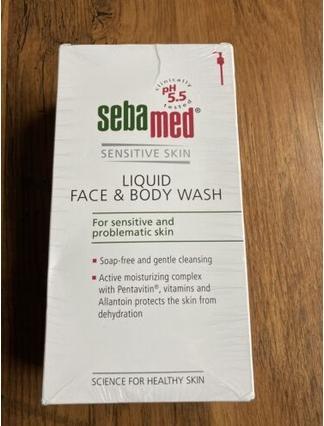 clinically
pH
5.5
tested
sebamed®
SENSITIVE SKIN
LIQUID
FACE & BODY WASH
For sensitive and
problematic skin
Soap-free and gentle cleansing
Active moisturizing complex
with Pentavitin®, vitamins and
Allantoin protects the skin from
dehydration
SCIENCE FOR HEALTHY SKIN